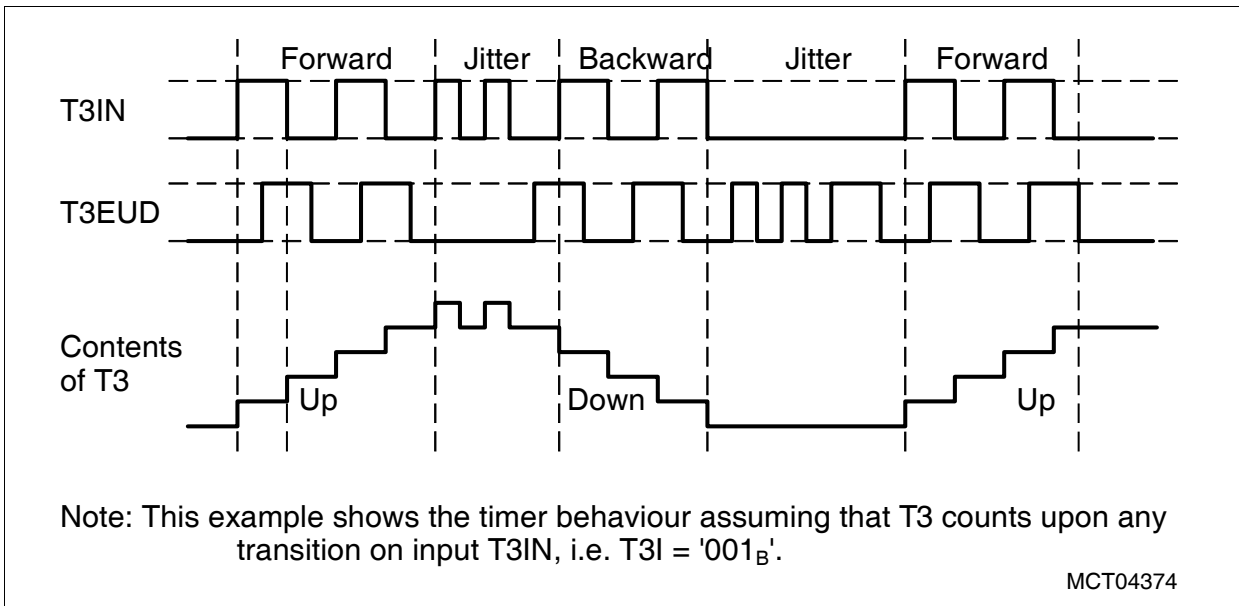 Forward Jitter Backward Jitter Forward
T3IN
T3EUD
Contents
of T3
Up Down Up
Note: This example shows the timer behaviour assuming that T3 counts upon any
transition on input T3IN, i.e. T3I = '001B'.
MCT04374